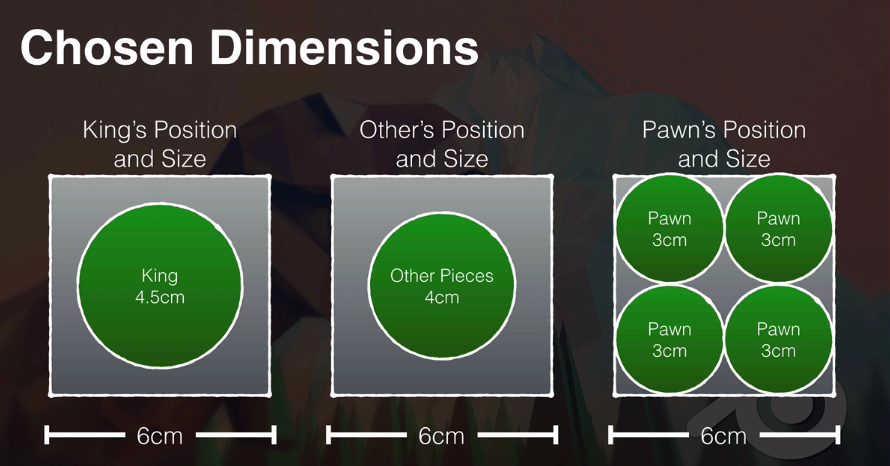 Chosen Dimensions
King's Position
and Size
Other's Position
and Size
Pawn's Position
and Size
King
4.5cm
Other Pieces
4cm
Pawn
3cm
Pawn
3cm
Pawn
3cm
Pawn
3cm
6cm
6cm
6cm